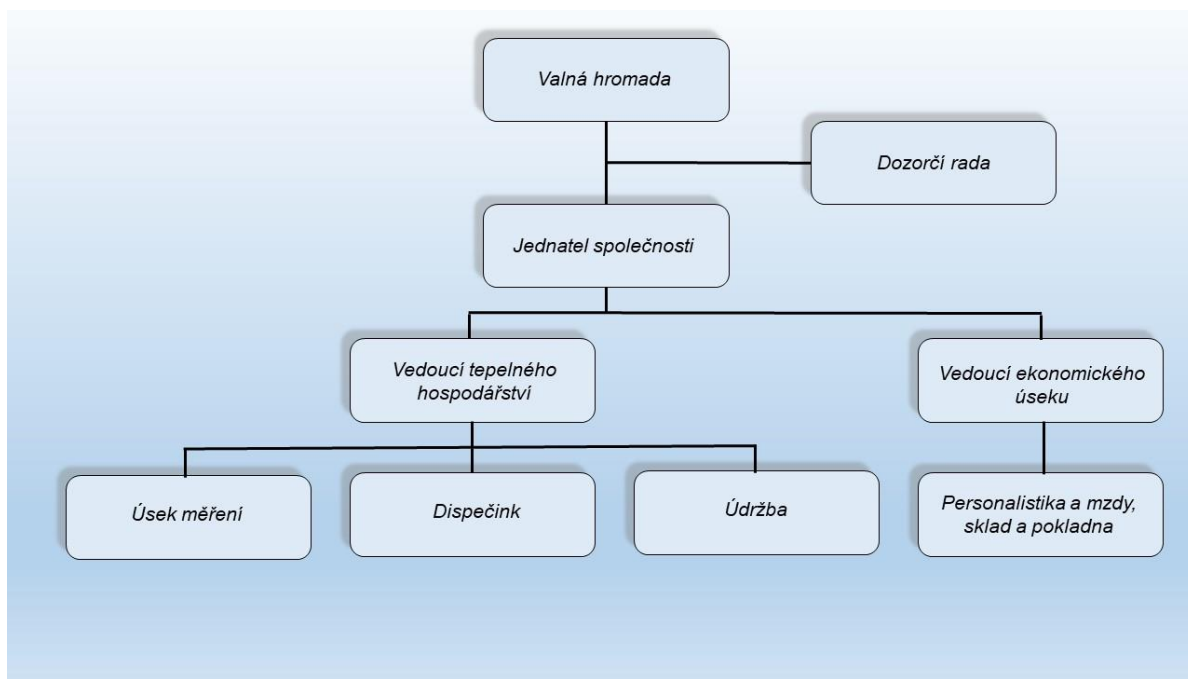 Valná hromada
Dozorčí rada
Jednatel společnosti
Vedoucí tepelného
hospodářství
Vedoucí ekonomického
úseku
Úsek měření
Dispečink
Údržba
Personalistika a mzdy,
sklad a pokladna